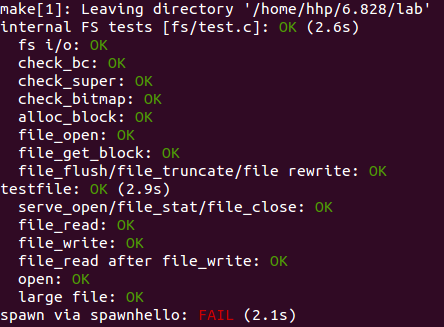 make[1]: Leaving directory '/home/hhp/6.828/lab'
internal FS tests [fs/test.c]: OK (2.6s)
  fs i/o: OK
  check_bc: OK
  check_super: OK
  check_bitmap: OK
  alloc_block: OK
  file_open: OK
  file_get_block: OK
  file_flush/file_truncate/file rewrite: OK
testfile: OK (2.9s)
  serve_open/file_stat/file_close: OK
  file_read: OK
  file_write: OK
  file_read after file_write: OK
  open: OK
  large file: OK
spawn via spawnhello: FAIL (2.1s)